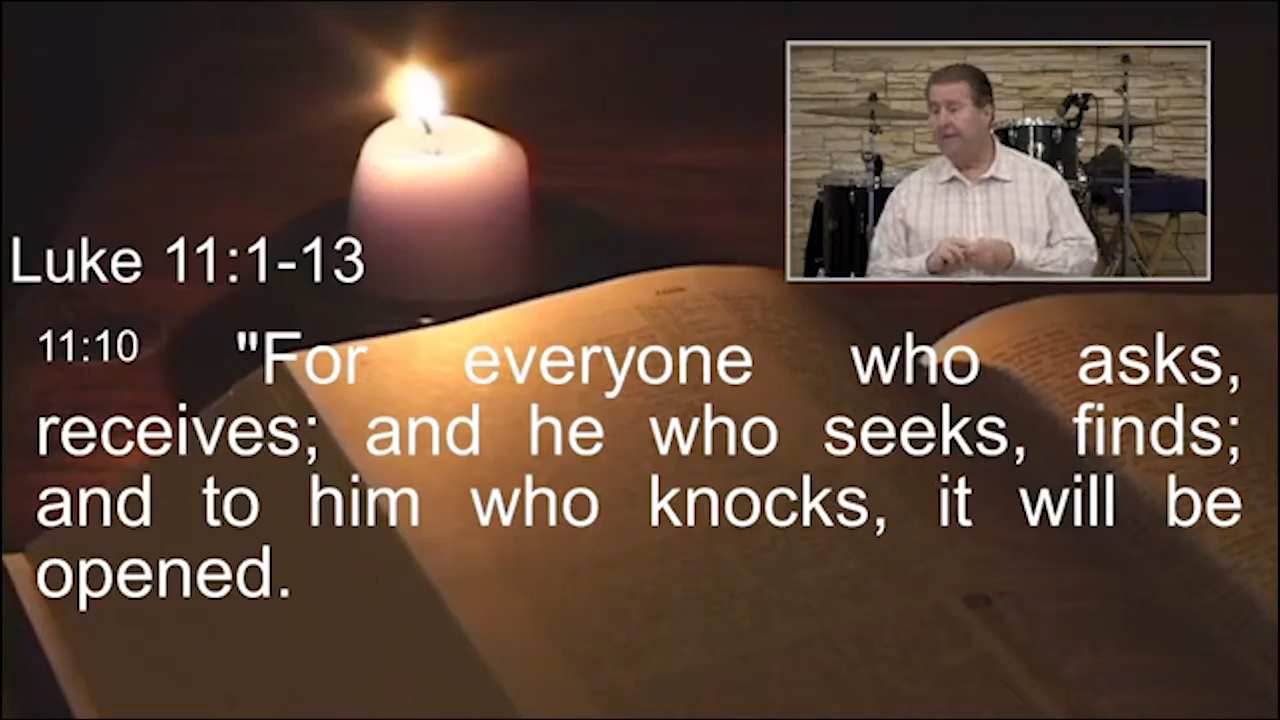 Luke 11:1-13
11:10 "For everyone who asks,
receives; and he who seeks, finds;
and to him who knocks, it will be
opened.